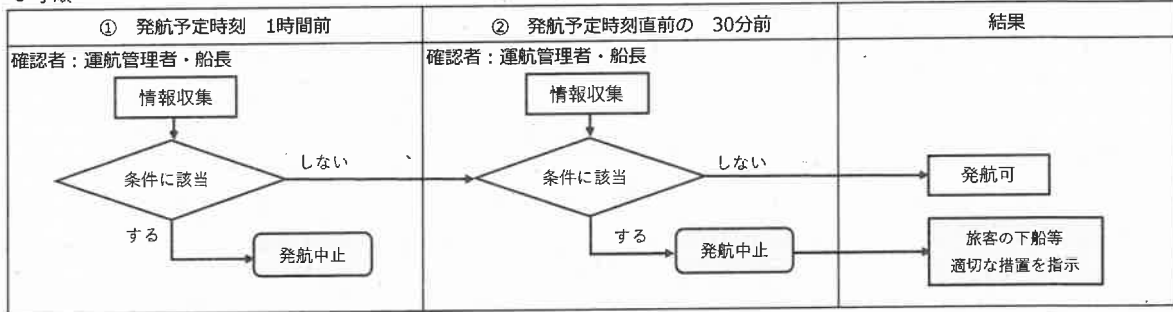 ① 発航予定時刻 1時間前
② 発航予定時刻直前の 30分前
結果
確認者：運航管理者・船長
情報収集
条件に該当
しない
する
発航中止
確認者：運航管理者・船長
情報収集
条件に該当
しない
する
発航中止
発航可
旅客の下船等
適切な措置を指示